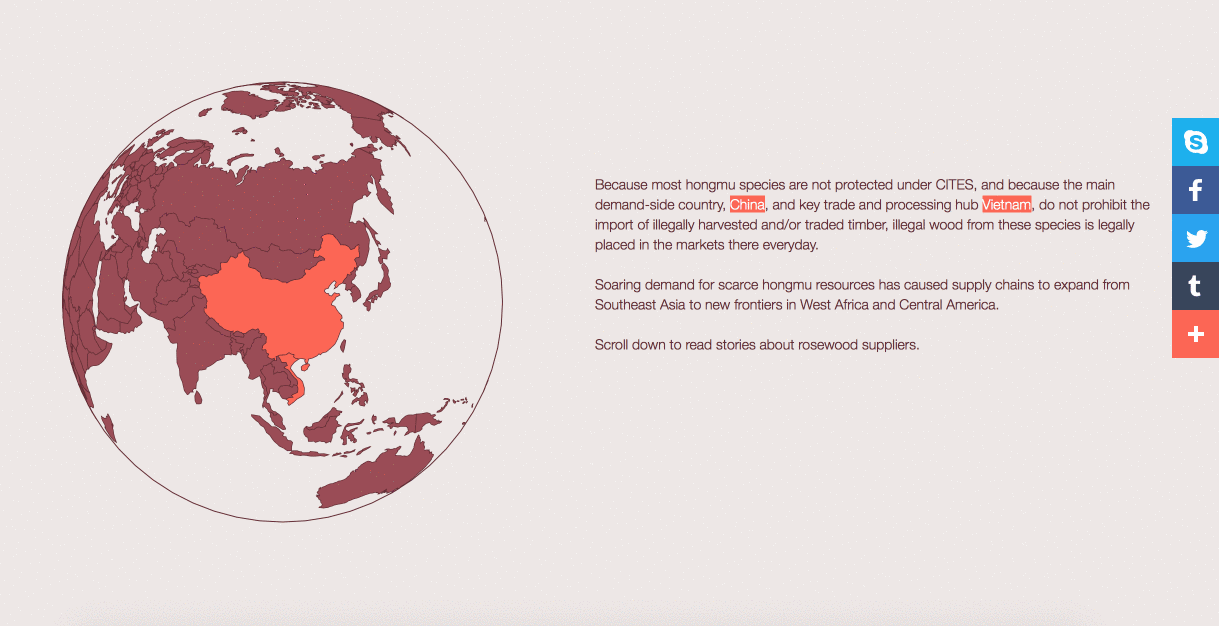 Because most hongmu species are not protected under CITES, and because the main
demand-side country, China, and key trade and processing hub Vietnam, do not prohibit the
import of illegally harvested and/or traded timber, illegal wood from these species is legally
placed in the markets there everyday.
Soaring demand for scarce hongmu resources has caused supply chains to expand from
Southeast Asia to new frontiers in West Africa and Central America.
Scroll down to read stories about rosewood suppliers.